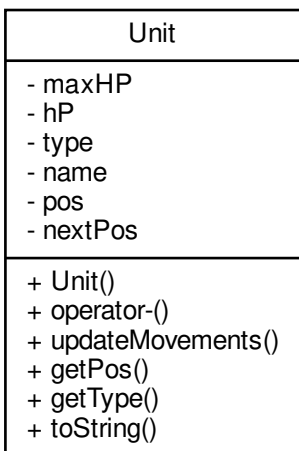 Unit
- maxHP
- hP
- type
- name
- pos
- nextPos
+ Unit()
+ operator-()
+ updateMovements()
+ getPos()
+ getType()
+ toString()